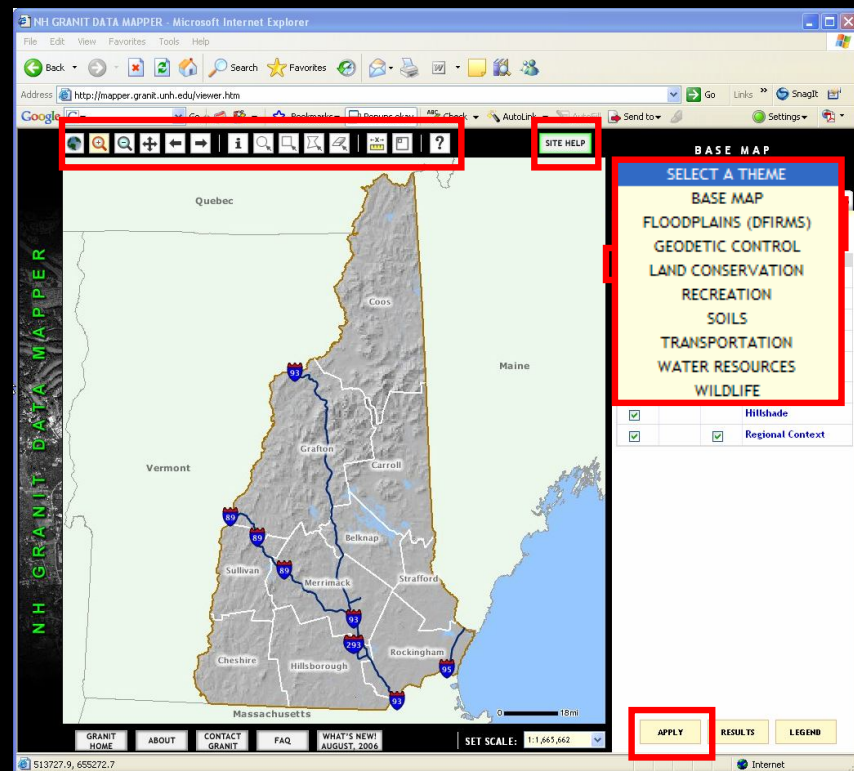 NH GRANIT DATA MAPPER - Microsoft Internet Explorer
File Edit View Favorites Tools Help
Back Search Favorites
Address http://mapper.granit.unh.edu/viewer.htm Go Links » SnagIt
Google Bookmarks Popups okay Check AutoLink AutoFill Send to Settings
i ?
SITE HELP
BASE MAP
SELECT A THEME
BASE MAP
FLOODPLAINS (DFIRMS)
GEODETIC CONTROL
LAND CONSERVATION
RECREATION
SOILS
TRANSPORTATION
WATER RESOURCES
WILDLIFE
Hillshade
Regional Context
NH GRANIT DATA MAPPER
Quebec
Coos
Maine
93
Grafton
Carroll
Vermont
89
89
Belknap
Sullivan
89
Merrimack
Strafford
93
293
Rockingham
Cheshire
Hillsborough
95
93
Massachusetts
0 18mi
APPLY RESULTS LEGEND
GRANIT HOME
ABOUT
CONTACT GRANIT
FAQ
WHAT'S NEW! AUGUST, 2006
SET SCALE: 1:1,665,662
513727.9, 655272.7 Internet